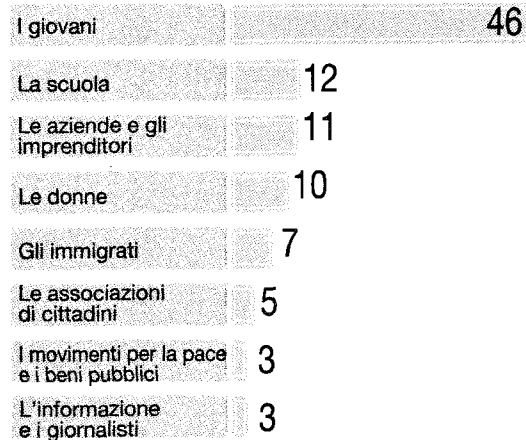 I giovani 46
La scuola 12
Le aziende e gli
imprenditori 11
Le donne 10
Gli immigrati 7
Le associazioni
di cittadini 5
I movimenti per la pace
e i beni pubblici 3
L'informazione
e i giornalisti 3